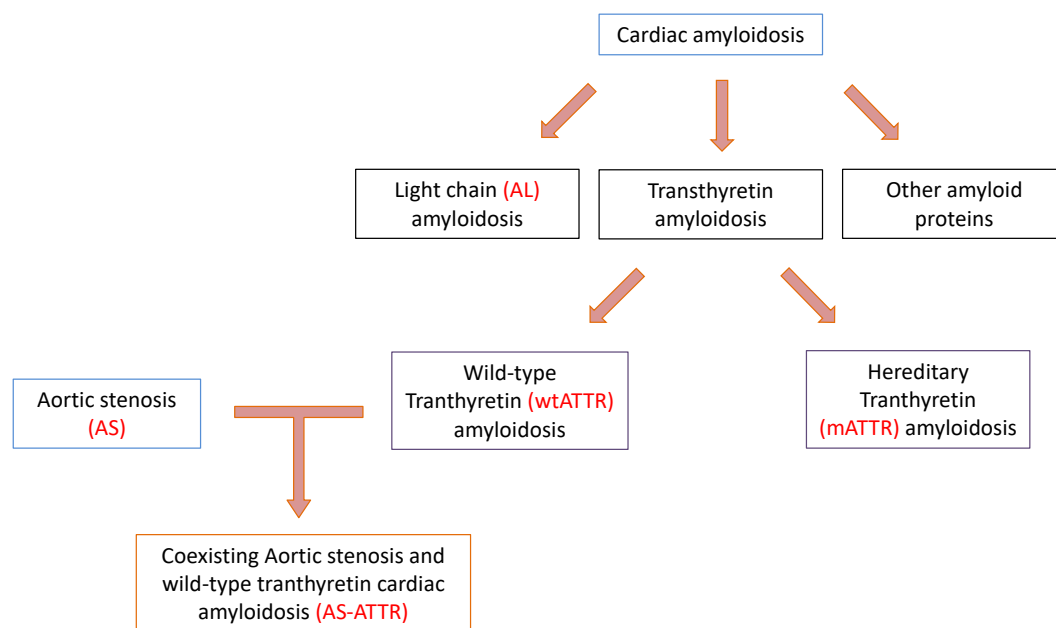 Cardiac amyloidosis
Light chain (AL)
amyloidosis
Transthyretin
amyloidosis
Other amyloid
proteins
Aortic stenosis
(AS)
Wild-type
Tranthyretin (wtATTR)
amyloidosis
Hereditary
Tranthyretin
(mATTR) amyloidosis
Coexisting Aortic stenosis and
wild-type tranthyretin cardiac
amyloidosis (AS-ATTR)